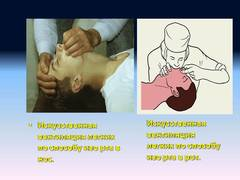 Искусственная
вентиляция легких
по способу изо рта в
нос.
Искусственная
вентиляция
легких по способу
изо рта в рот.